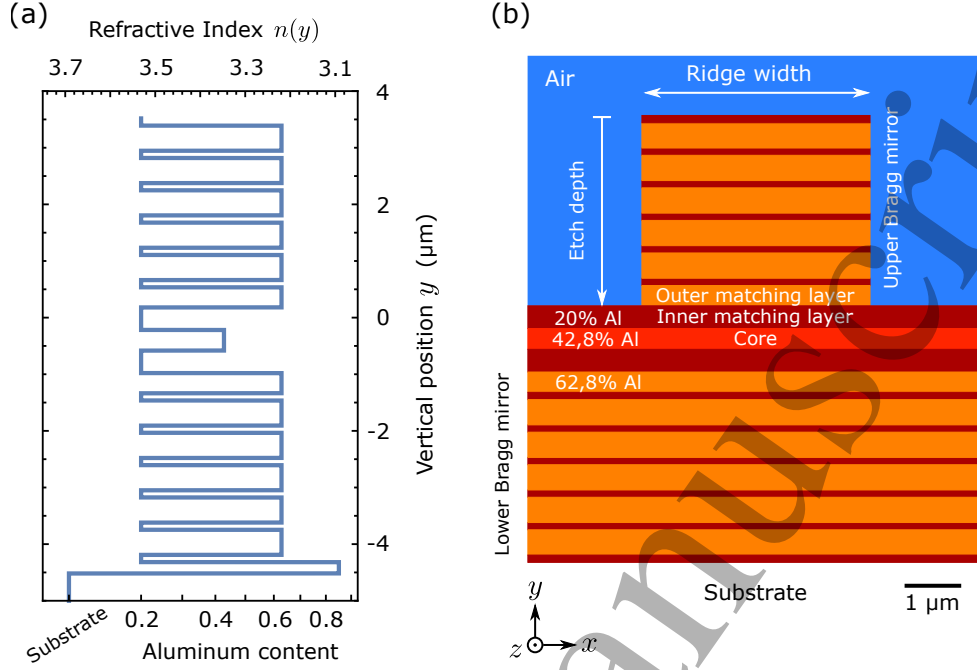 (a)
Refractive Index n(y)
3.7 3.5 3.3 3.1
4
2
0
-2
-4
Vertical position y (μm)
Substrate 0.2 0.4 0.6 0.8
Aluminum content
(b)
Air
Ridge width
Etch depth
Upper Bragg mirror
Outer matching layer
20% Al Inner matching layer
42,8% Al Core
62,8% Al
Lower Bragg mirror
Substrate
1 μm
y
z x
anuscri